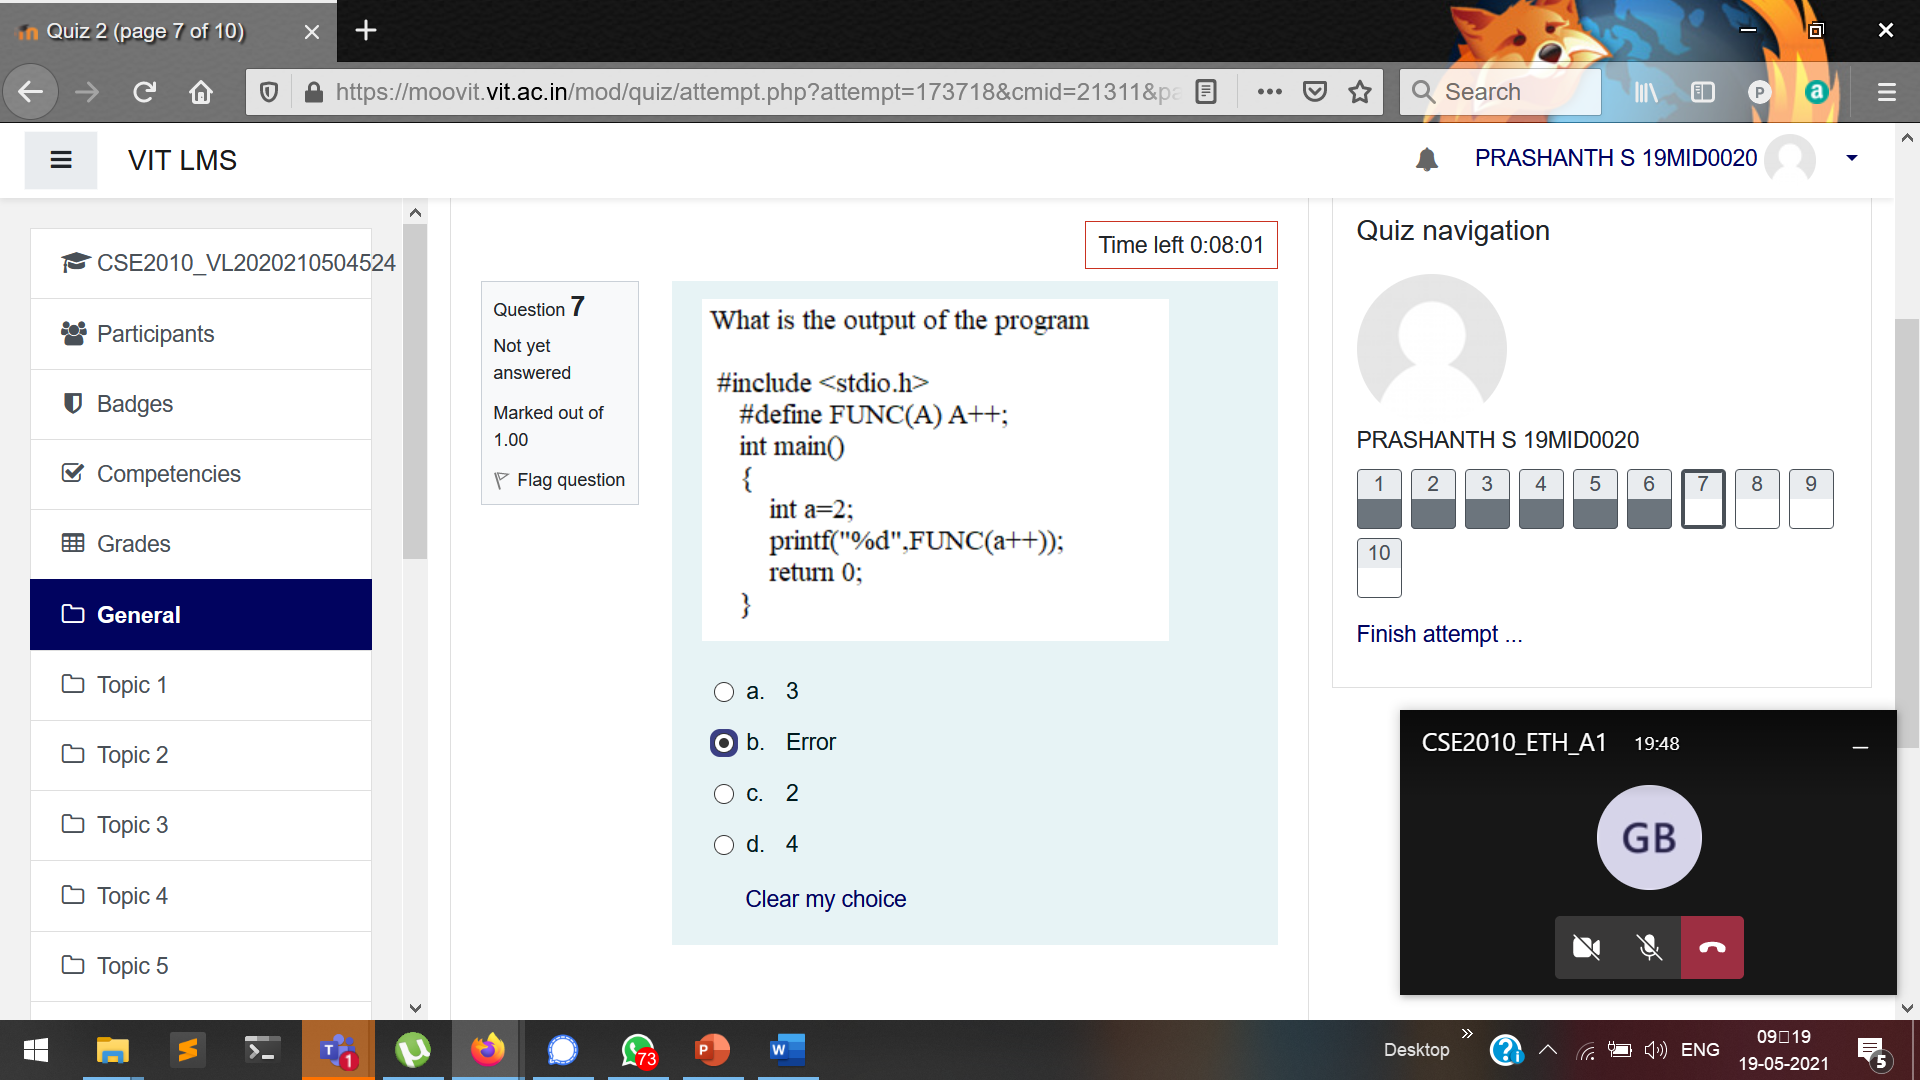 Quiz 2 (page 7 of 10)
https://moovit.vit.ac.in/mod/quiz/attempt.php?attempt=173718&cmid=21311&pa
Search
VIT LMS
PRASHANTH S 19MID0020
CSE2010_VL2020210504524
Participants
Badges
Competencies
Grades
General
Topic 1
Topic 2
Topic 3
Topic 4
Topic 5
Time left 0:08:01
Question 7
Not yet
answered
Marked out of
1.00
Flag question
What is the output of the program
#include <stdio.h>
#define FUNC(A) A++;
int main()
{
int a=2;
printf("%d",FUNC(a++));
return 0;
}
a. 3
b. Error
c. 2
d. 4
Clear my choice
Quiz navigation
PRASHANTH S 19MID0020
1 2 3 4 5 6 7 8 9
10
Finish attempt ...
CSE2010_ETH_A1 19:48
GB
Desktop
ENG
09▯19
19-05-2021
73
1
5